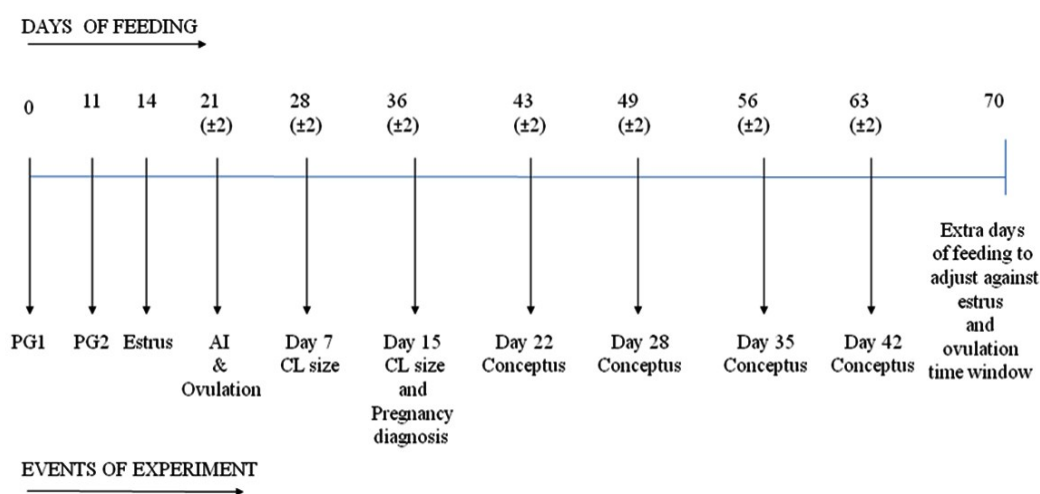 DAYS OF FEEDING
0 11 14 21 28 36 43 49 56 63 70
(±2) (±2) (±2) (±2) (±2) (±2) (±2)
PG1 PG2 Estrus AI Day 7 Day 15 Day 22 Day 28 Day 35 Day 42 Extra days
& CL size CL size Conceptus Conceptus Conceptus Conceptus of feeding to
Ovulation and adjust against
Pregnancy estrus
diagnosis and
ovulation
time window
EVENTS OF EXPERIMENT